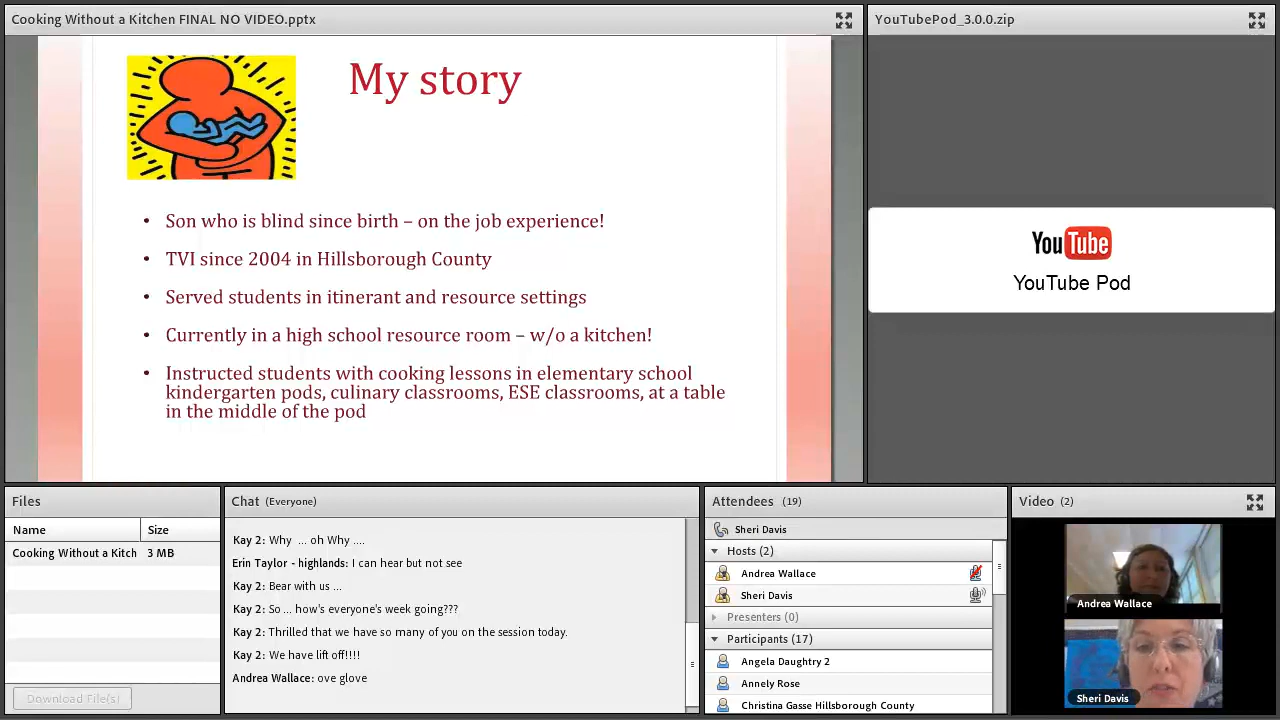 Cooking Without a Kitchen FINAL NO VIDEO.pptx
My story
• Son who is blind since birth – on the job experience!
• TVI since 2004 in Hillsborough County
• Served students in itinerant and resource settings
• Currently in a high school resource room – w/o a kitchen!
• Instructed students with cooking lessons in elementary school
kindergarten pods, culinary classrooms, ESE classrooms, at a table
in the middle of the pod
YouTubePod_3.0.0.zip
YouTube
YouTube Pod
Files
Name Size
Cooking Without a Kitch 3 MB
Download File(s)
Chat (Everyone)
Kay 2: Why ... oh Why ....
Erin Taylor - highlands: I can hear but not see
Kay 2: Bear with us ...
Kay 2: So ... how's everyone's week going???
Kay 2: Thrilled that we have so many of you on the session today.
Kay 2: We have lift off!!!!
Andrea Wallace: ove glove
Attendees (19)
Sheri Davis
Hosts (2)
Andrea Wallace
Sheri Davis
Presenters (0)
Participants (17)
Angela Daughtry 2
Annely Rose
Christina Gasse Hillsborough County
Video (2)
Andrea Wallace
Sheri Davis